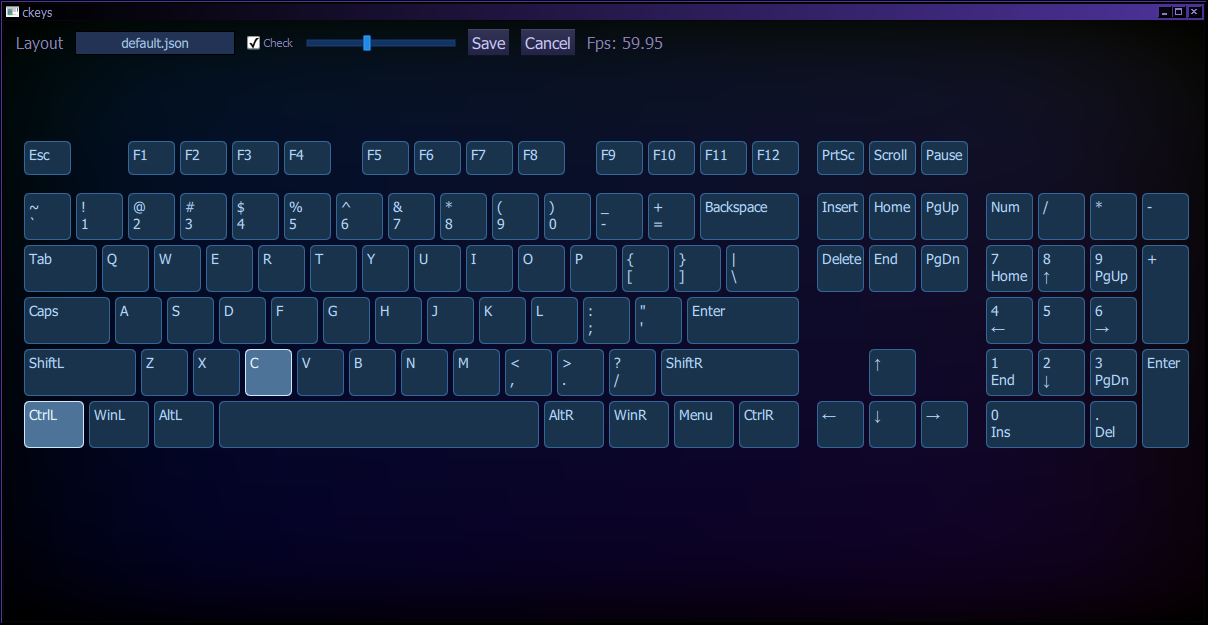 ckeys
Layout default.json Check Save Cancel Fps: 59.95
Esc F1 F2 F3 F4 F5 F6 F7 F8 F9 F10 F11 F12 PrtSc Scroll Pause
~ ! @ # $ % ^ & * ( ) _ + Backspace Insert Home PgUp Num / * -
` 1 2 3 4 5 6 7 8 9 0 - =
Tab Q W E R T Y U I O P { } | Delete End PgDn 7 8 9 +
[ ] \ Home ↑ PgUp
Caps A S D F G H J K L : " Enter 4 5 6
; ' ← →
ShiftL Z X C V B N M < > ? ShiftR ↑ 1 2 3 Enter
, . / End ↓ PgDn
CtrlL WinL AltL AltR WinR Menu CtrlR ← ↓ → 0 .
Ins Del